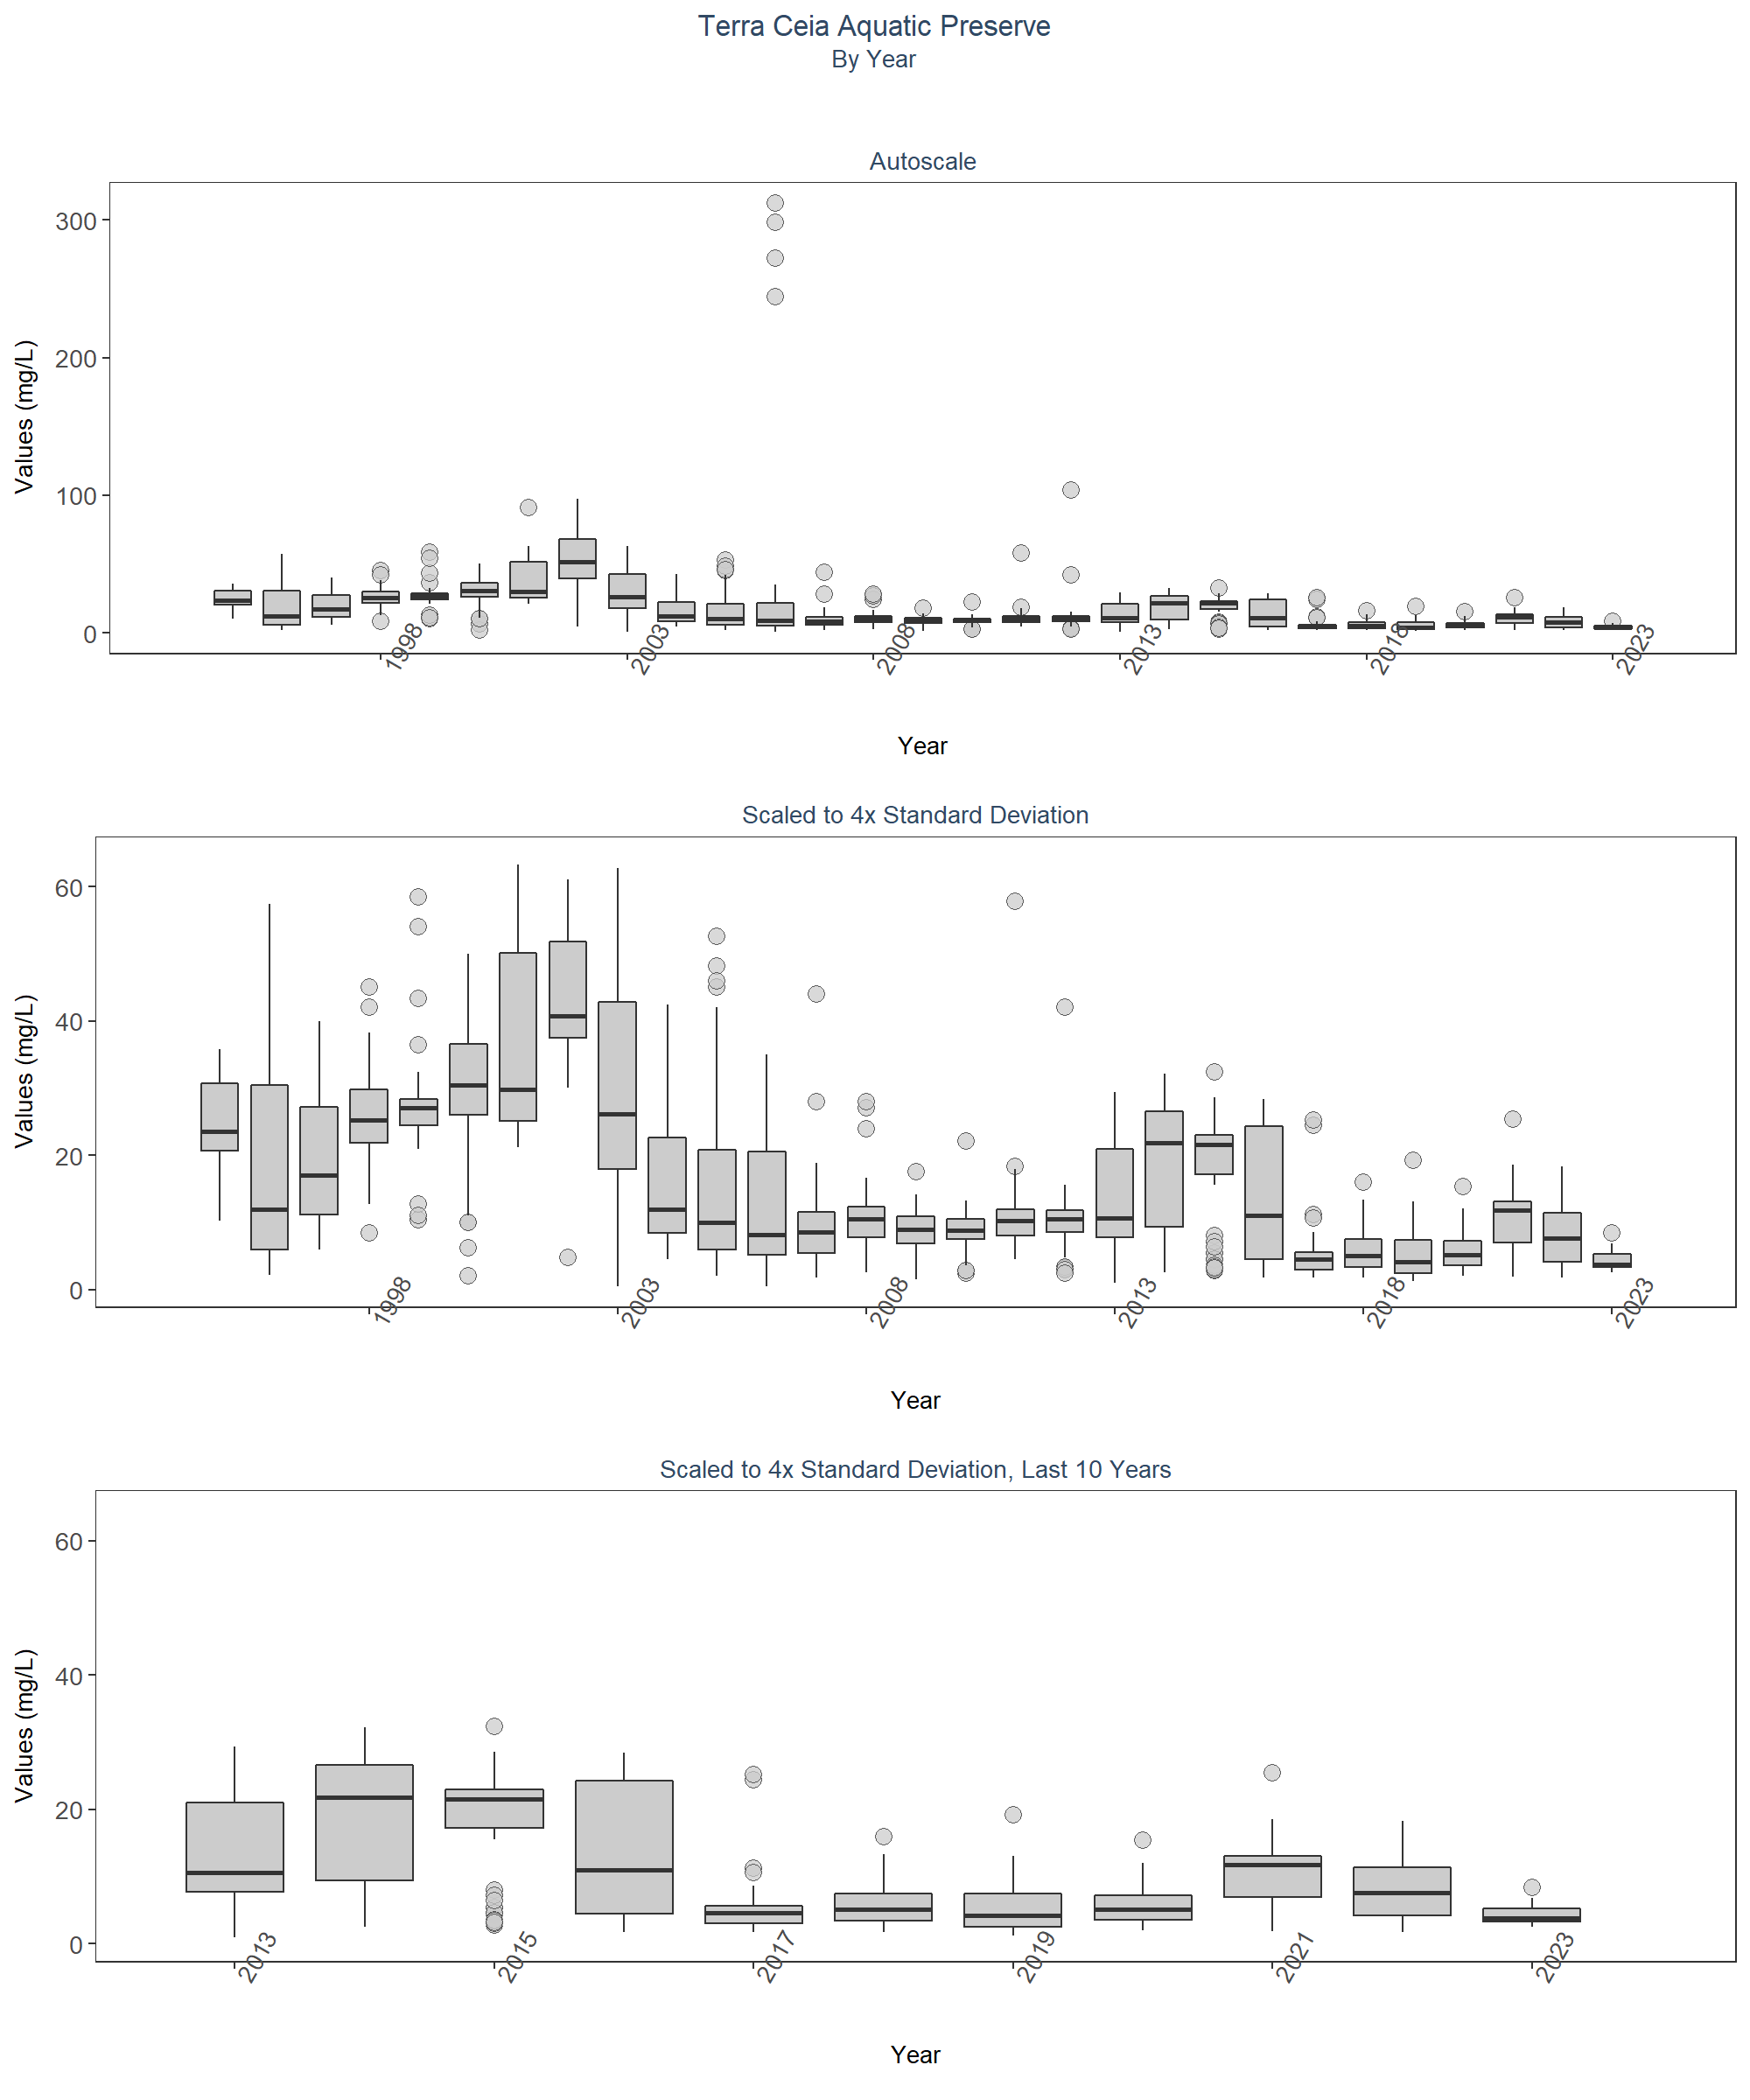 Terra Ceia Aquatic Preserve
By Year
Autoscale
Values (mg/L)
300
200
100
0
1998 2003 2008 2013 2018 2023
Year
Scaled to 4x Standard Deviation
Values (mg/L)
60
40
20
0
1998 2003 2008 2013 2018 2023
Year
Scaled to 4x Standard Deviation, Last 10 Years
Values (mg/L)
60
40
20
0
2013 2015 2017 2019 2021 2023
Year